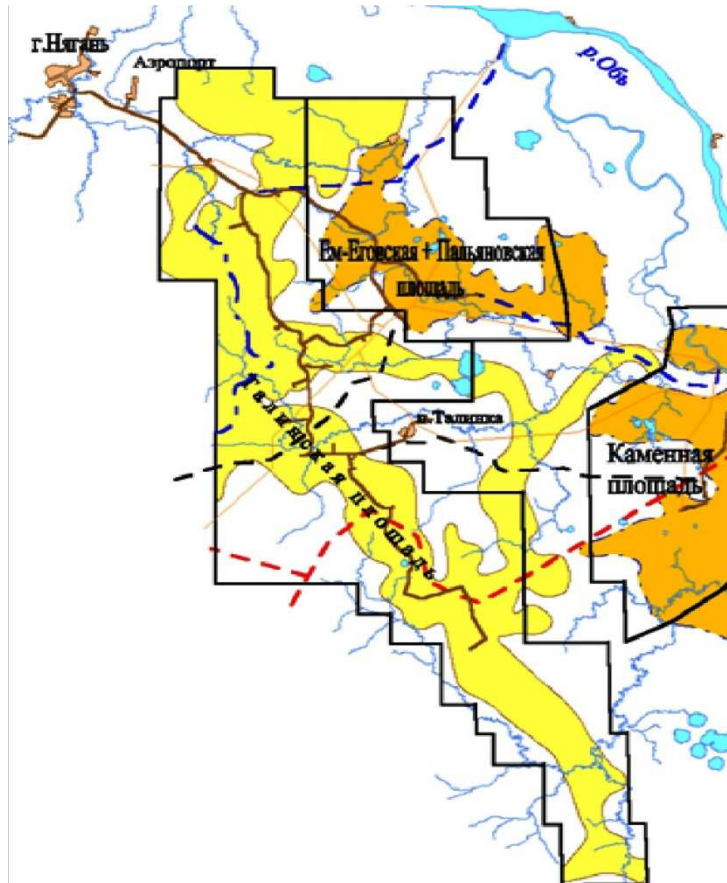 г.Нягань
Аэропорт
р.Обь
Ем-Еговская + Пальяновская
площадь
п.Талинка
Талинская площадь
Каменная
площадь